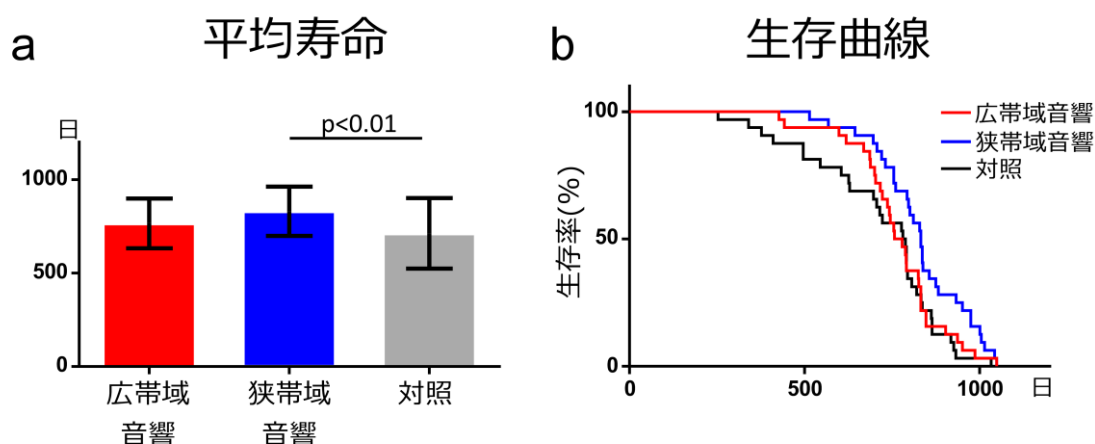 a
平均寿命
日
p<0.01
1000
500
0
広帯域
音響
狭帯域
音響
対照
b
生存曲線
生存率(%)
100
50
0
広帯域音響
狭帯域音響
対照
0
500
1000
日